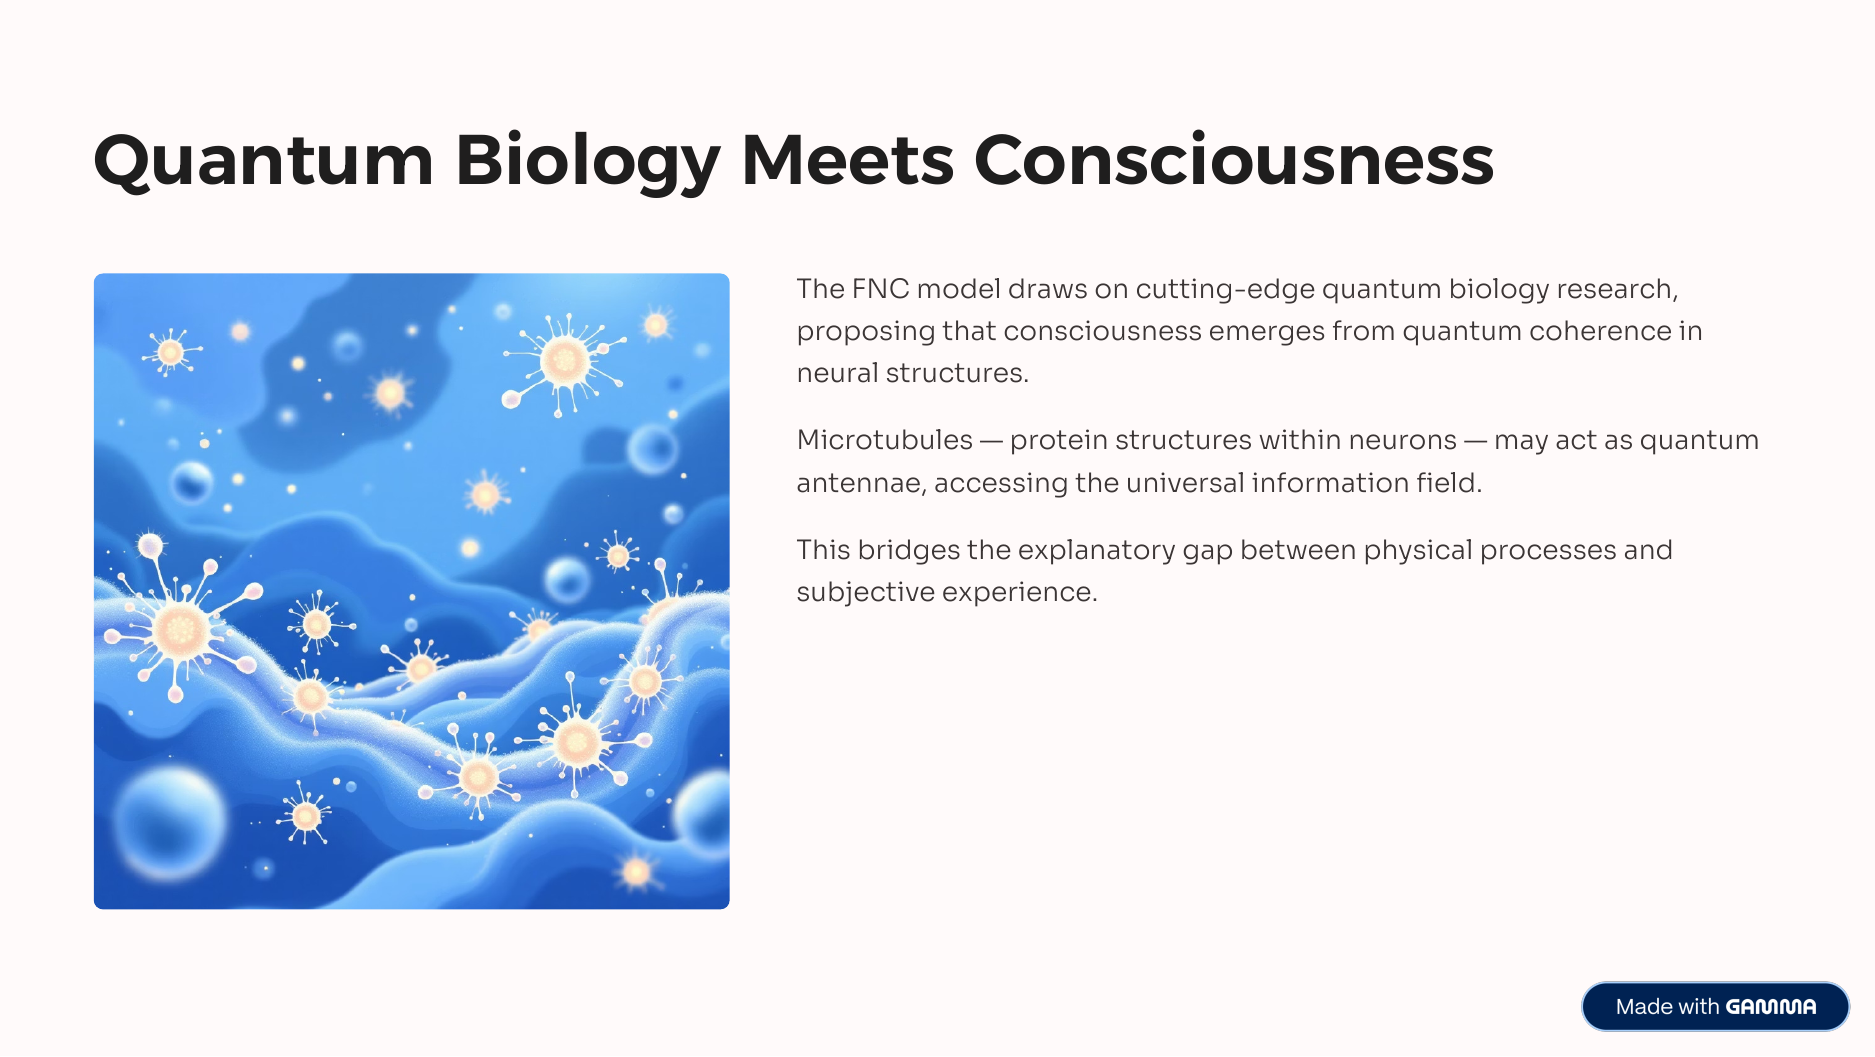 Quantum Biology Meets Consciousness
The FNC model draws on cutting-edge quantum biology research,
proposing that consciousness emerges from quantum coherence in
neural structures.
Microtubules — protein structures within neurons — may act as quantum
antennae, accessing the universal information field.
This bridges the explanatory gap between physical processes and
subjective experience.
Made with GAMMA